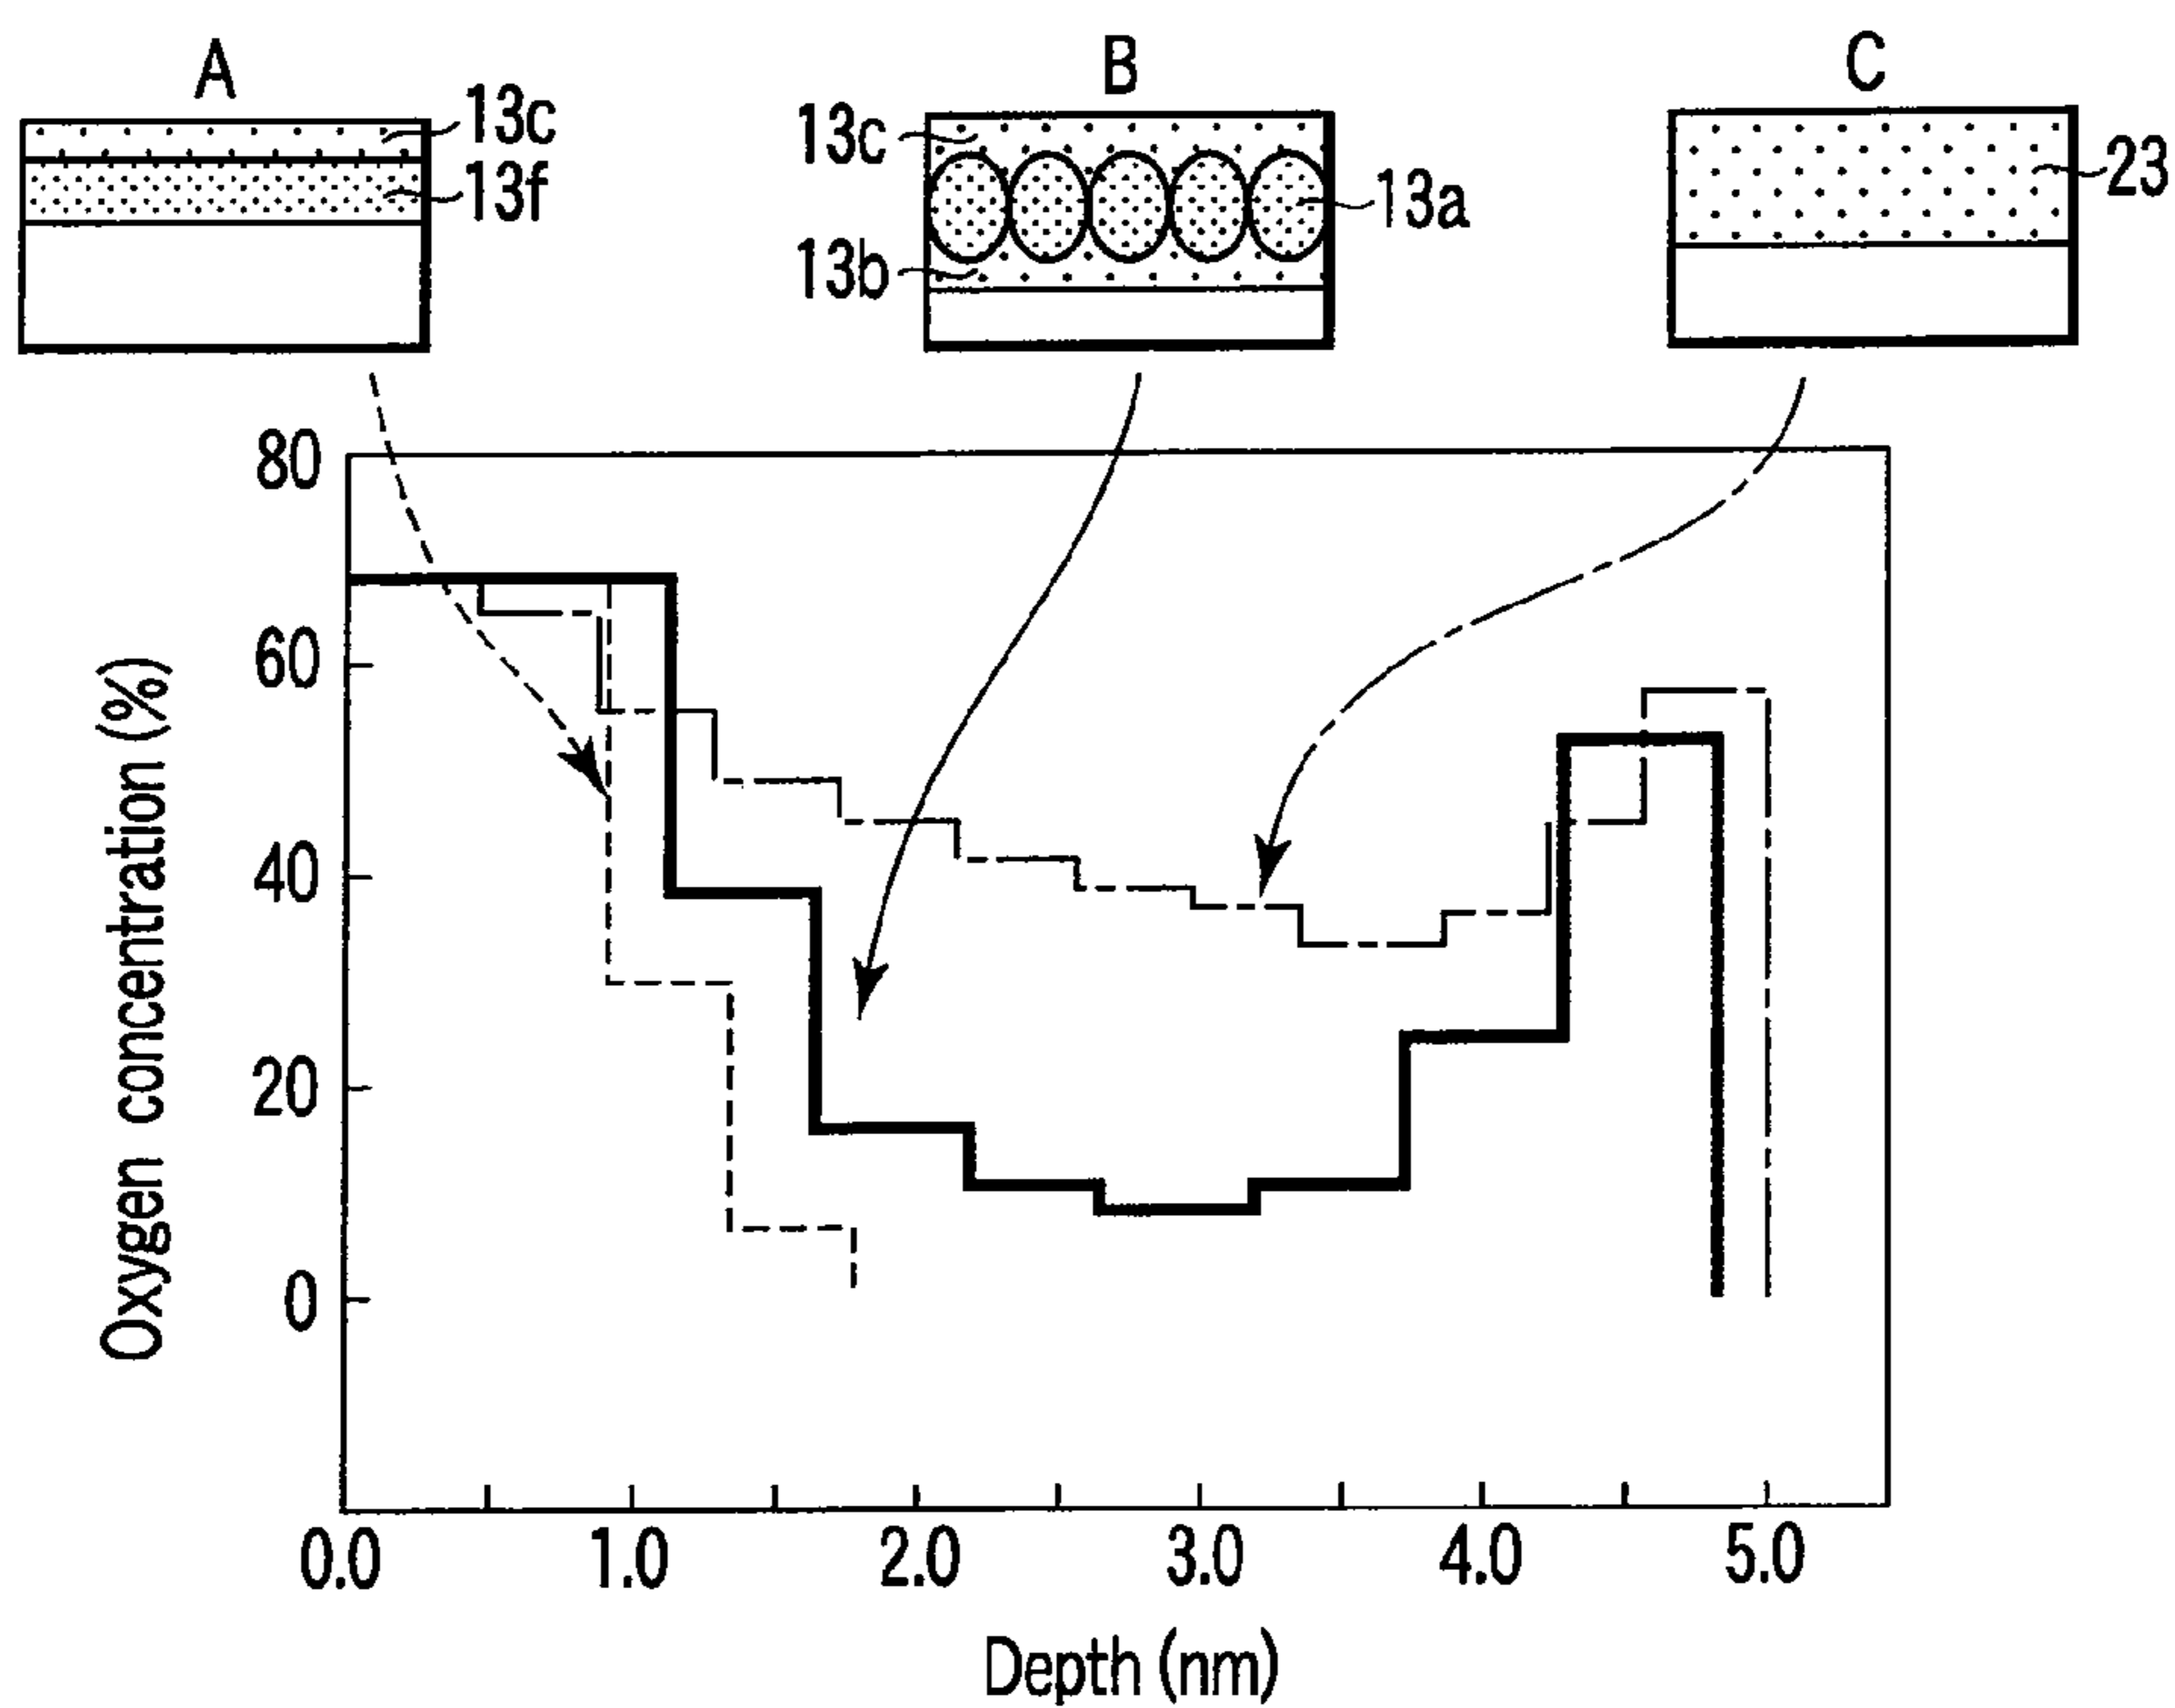 A
B
C
13c
13f
13c
13a
13b
23
80
60
40
20
0
Oxygen concentration (%)
0.0 1.0 2.0 3.0 4.0 5.0
Depth (nm)